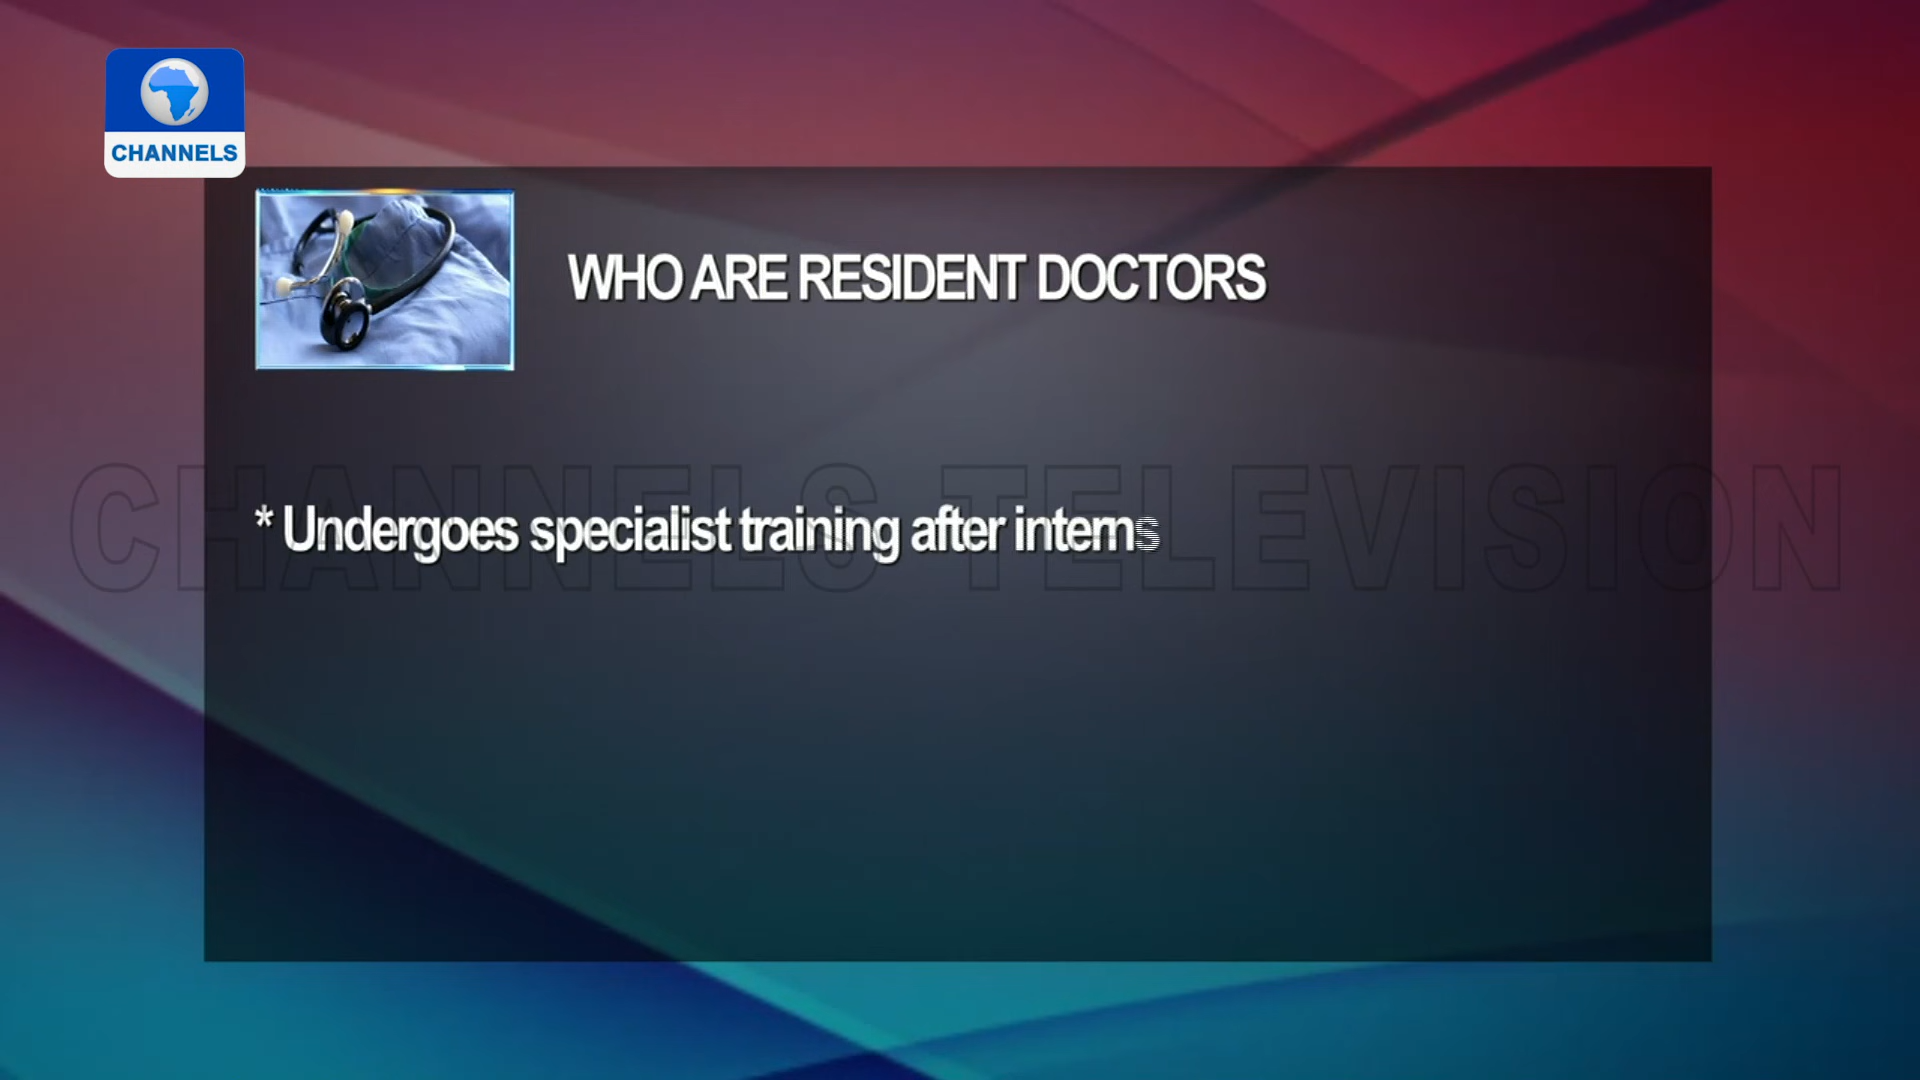 CHANNELS
WHO ARE RESIDENT DOCTORS
CHANNELS TELEVISION
* Undergoes specialist training after interns